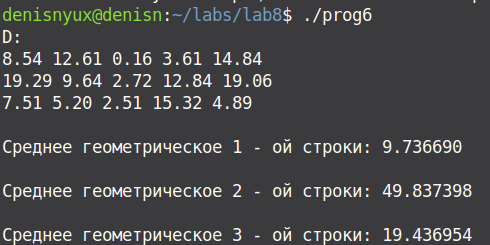 denisnyux@denisn:~/labs/lab8$ ./prog6
D:
8.54 12.61 0.16 3.61 14.84
19.29 9.64 2.72 12.84 19.06
7.51 5.20 2.51 15.32 4.89
Среднее геометрическое 1 - ой строки: 9.736690
Среднее геометрическое 2 - ой строки: 49.837398
Среднее геометрическое 3 - ой строки: 19.436954